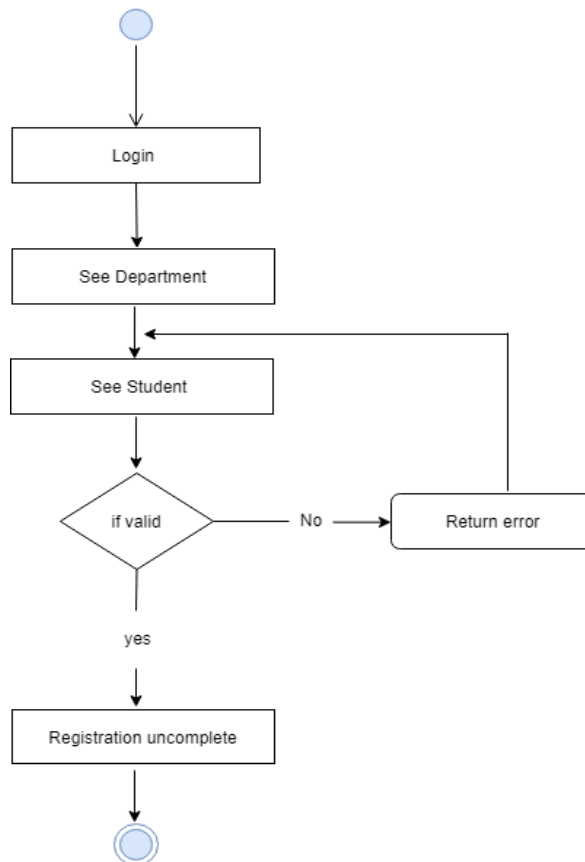 Login
See Department
See Student
if valid
No
Return error
yes
Registration uncomplete